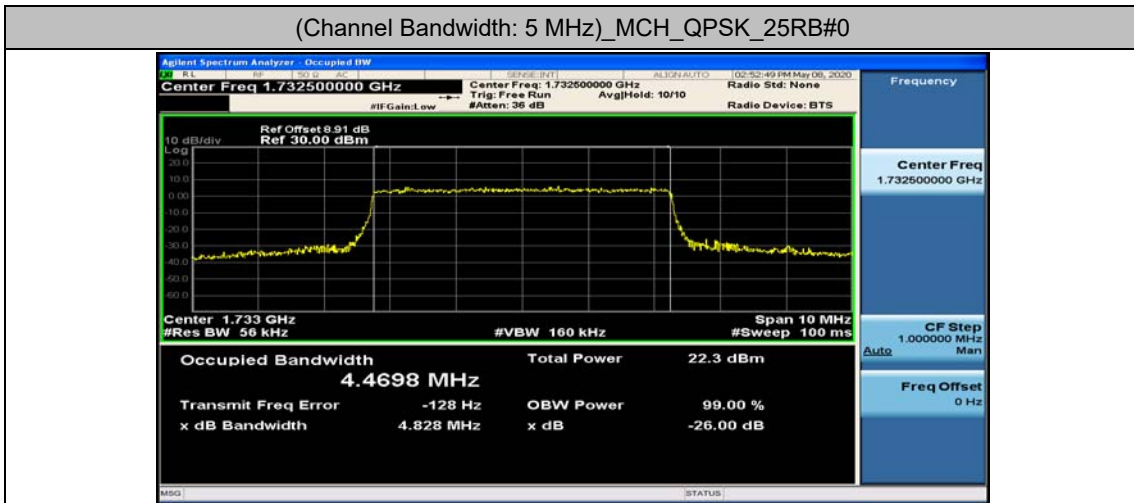 (Channel Bandwidth: 5 MHz)_MCH_QPSK_25RB#0
Agilent Spectrum Analyzer - Occupied BW
LXI RL RF 50 Ω AC SENSE:INT ALIGN AUTO 02:52:49 PM May 08, 2020
Center Freq 1.732500000 GHz
Center Freq: 1.732500000 GHz
Radio Std: None
Trig: Free Run Avg|Hold: 10/10
#IFGain:Low #Atten: 36 dB Radio Device: BTS
Ref Offset 8.91 dB
10 dB/div Ref 30.00 dBm
Log
20.0
10.0
0.00
-10.0
-20.0
-30.0
-40.0
-50.0
-60.0
Center 1.733 GHz Span 10 MHz
#Res BW 56 kHz #VBW 160 kHz #Sweep 100 ms
Occupied Bandwidth Total Power 22.3 dBm
4.4698 MHz
Transmit Freq Error -128 Hz OBW Power 99.00 %
x dB Bandwidth 4.828 MHz x dB -26.00 dB
MSG STATUS
Frequency
Center Freq
1.732500000 GHz
CF Step
1.000000 MHz
Auto Man
Freq Offset
0 Hz